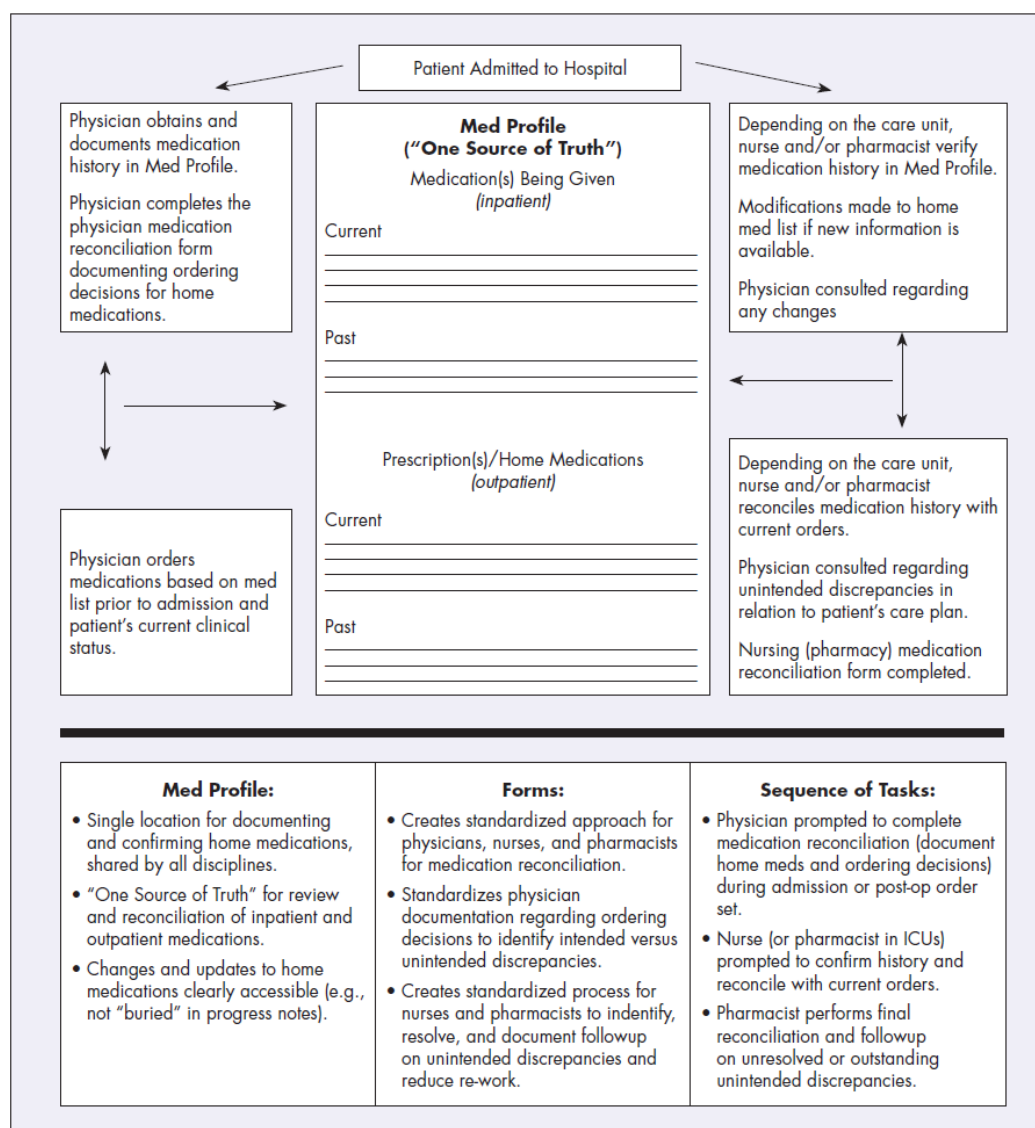 Patient Admitted to Hospital
Physician obtains and
documents medication
history in Med Profile.
Physician completes the
physician medication
reconciliation form
documenting ordering
decisions for home
medications.
Med Profile
(“One Source of Truth”)
Medication(s) Being Given
(inpatient)
Current
Past
Prescription(s)/Home Medications
(outpatient)
Current
Past
Depending on the care unit,
nurse and/or pharmacist verify
medication history in Med Profile.
Modifications made to home
med list if new information is
available.
Physician consulted regarding
any changes
Physician orders
medications based on med
list prior to admission and
patient’s current clinical
status.
Depending on the care unit,
nurse and/or pharmacist
reconciles medication history with
current orders.
Physician consulted regarding
unintended discrepancies in
relation to patient’s care plan.
Nursing (pharmacy) medication
reconciliation form completed.
Med Profile:
• Single location for documenting
and confirming home medications,
shared by all disciplines.
• “One Source of Truth” for review
and reconciliation of inpatient and
outpatient medications.
• Changes and updates to home
medications clearly accessible (e.g.,
not “buried” in progress notes).
Forms:
• Creates standardized approach for
physicians, nurses, and pharmacists
for medication reconciliation.
• Standardizes physician
documentation regarding ordering
decisions to identify intended versus
unintended discrepancies.
• Creates standardized process for
nurses and pharmacists to indentify,
resolve, and document followup
on unintended discrepancies and
reduce re-work.
Sequence of Tasks:
• Physician prompted to complete
medication reconciliation (document
home meds and ordering decisions)
during admission or post-op order
set.
• Nurse (or pharmacist in ICUs)
prompted to confirm history and
reconcile with current orders.
• Pharmacist performs final
reconciliation and followup
on unresolved or outstanding
unintended discrepancies.